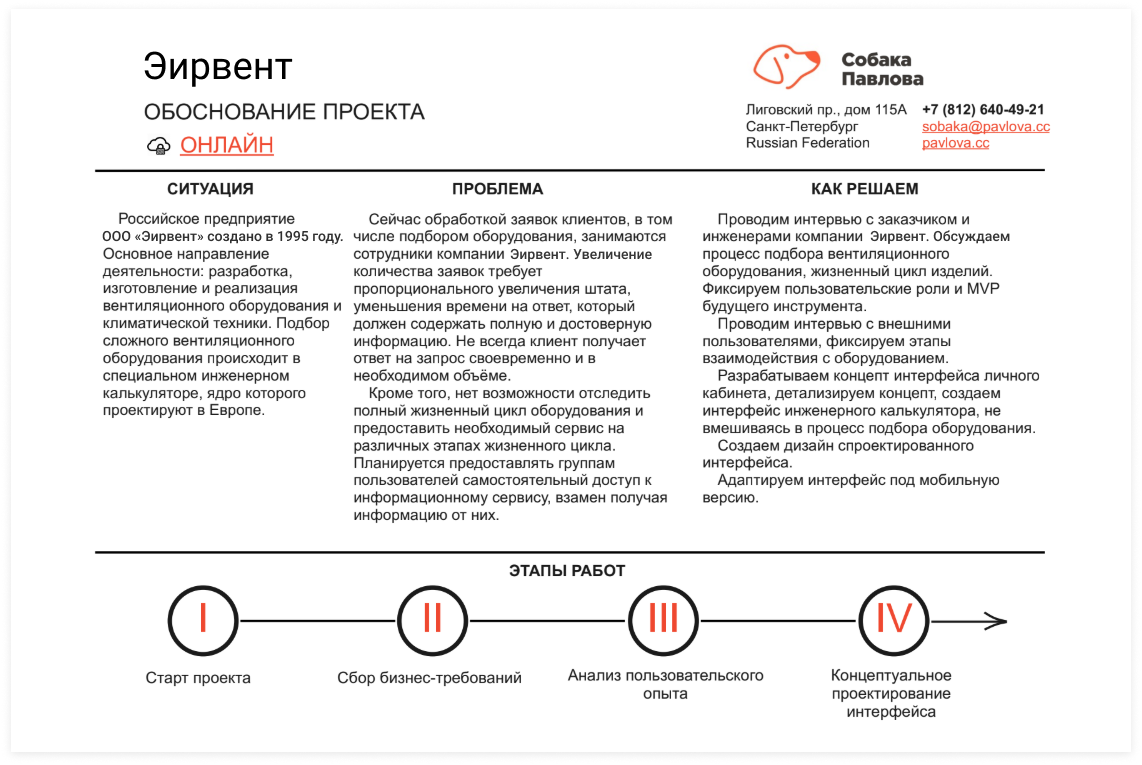 Эирвент
ОБОСНОВАНИЕ ПРОЕКТА
ОНЛАЙН
Собака
Павлова
Лиговский пр., дом 115А
Санкт-Петербург
Russian Federation
+7 (812) 640-49-21
sobaka@pavlova.cc
pavlova.cc
СИТУАЦИЯ
Российское предприятие
ООО «Эирвент» создано в 1995 году.
Основное направление
деятельности: разработка,
изготовление и реализация
вентиляционного оборудования и
климатической техники. Подбор
сложного вентиляционного
оборудования происходит в
специальном инженерном
калькуляторе, ядро которого
проектируют в Европе.
ПРОБЛЕМА
Сейчас обработкой заявок клиентов, в том
числе подбором оборудования, занимаются
сотрудники компании Эирвент. Увеличение
количества заявок требует
пропорционального увеличения штата,
уменьшения времени на ответ, который
должен содержать полную и достоверную
информацию. Не всегда клиент получает
ответ на запрос своевременно и в
необходимом объёме.
Кроме того, нет возможности отследить
полный жизненный цикл оборудования и
предоставить необходимый сервис на
различных этапах жизненного цикла.
Планируется предоставлять группам
пользователей самостоятельный доступ к
информационному сервису, взамен получая
информацию от них.
КАК РЕШАЕМ
Проводим интервью с заказчиком и
инженерами компании Эирвент. Обсуждаем
процесс подбора вентиляционного
оборудования, жизненный цикл изделий.
Фиксируем пользовательские роли и MVP
будущего инструмента.
Проводим интервью с внешними
пользователями, фиксируем этапы
взаимодействия с оборудованием.
Разрабатываем концепт интерфейса личного
кабинета, детализируем концепт, создаем
интерфейс инженерного калькулятора, не
вмешиваясь в процесс подбора оборудования.
Создаем дизайн спроектированного
интерфейса.
Адаптируем интерфейс под мобильную
версию.
ЭТАПЫ РАБОТ
I
II
III
IV
Старт проекта
Сбор бизнес-требований
Анализ пользовательского
опыта
Концептуальное
проектирование
интерфейса